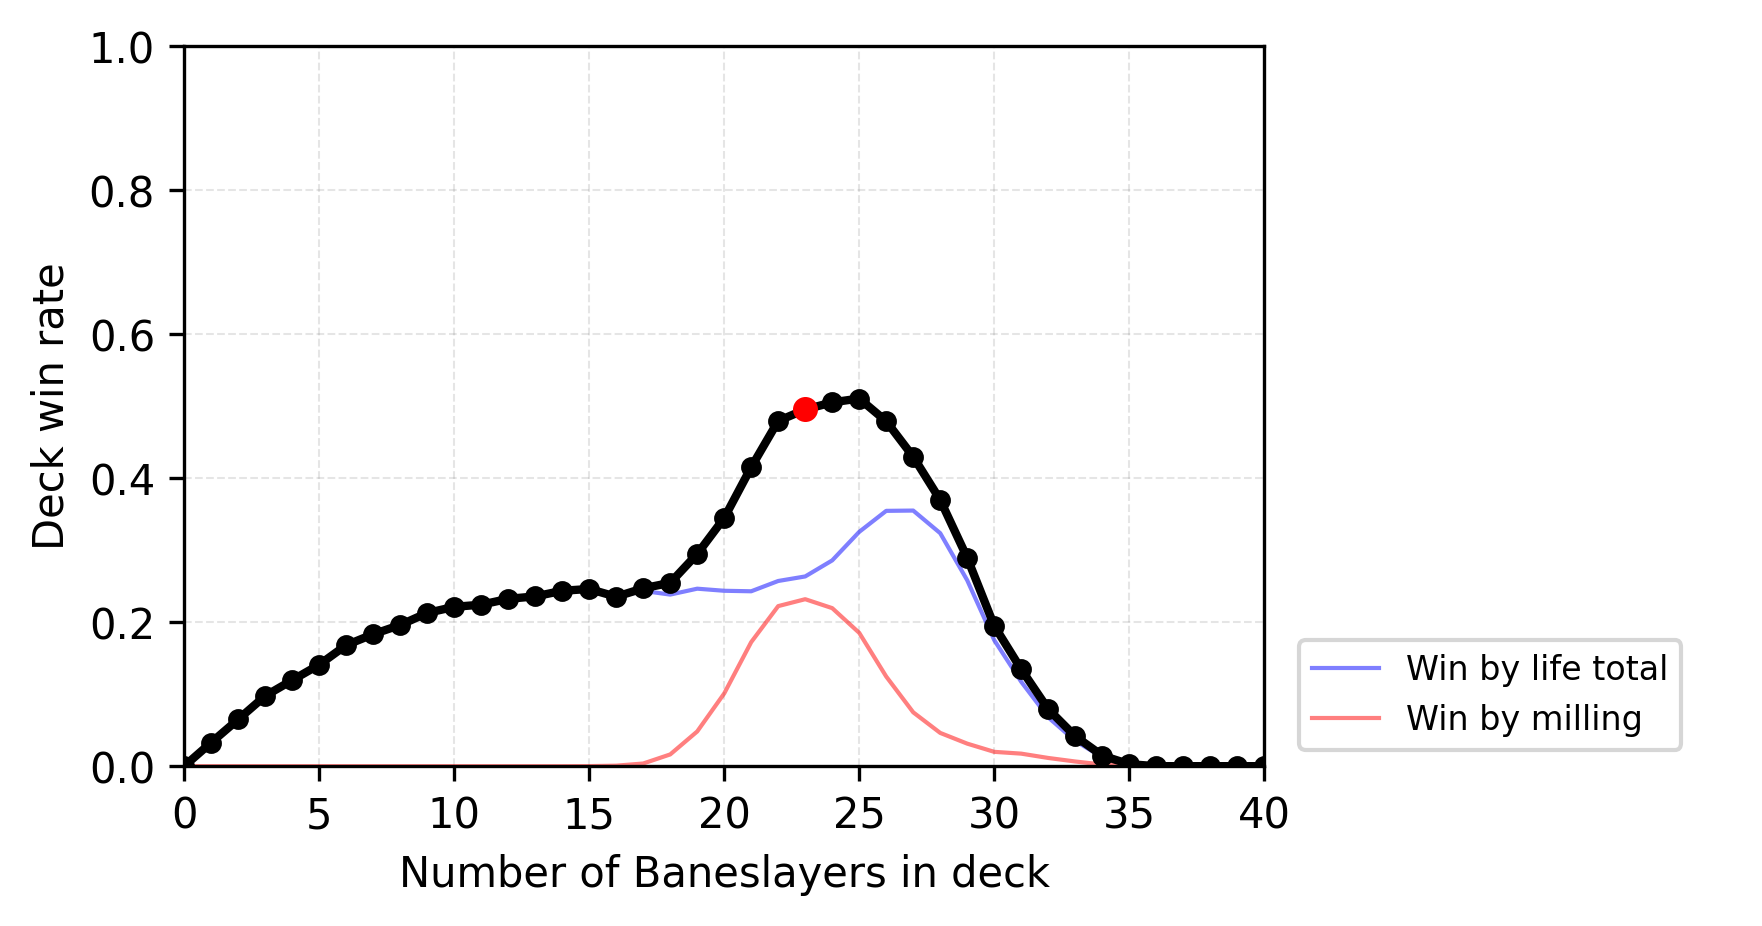 1.0
0.8
0.6
0.4
0.2
0.0
Deck win rate
0 5 10 15 20 25 30 35 40
Number of Baneslayers in deck
Win by life total
Win by milling